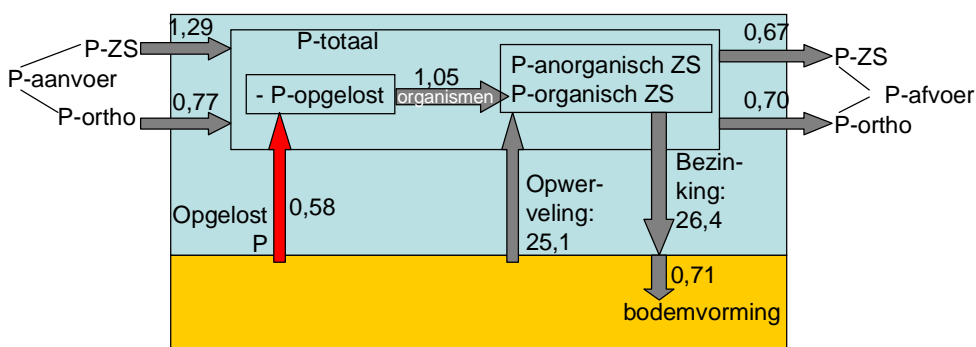 1,29
P-ZS
P-aanvoer
0,77
P-ortho
P-totaal
- P-opgelost
1,05
organismen
P-anorganisch ZS
P-organisch ZS
0,67
P-ZS
P-afvoer
0,70
P-ortho
Opgelost
P
0,58
Opwer-
veling:
25,1
Bezin-
king:
26,4
0,71
bodemvorming